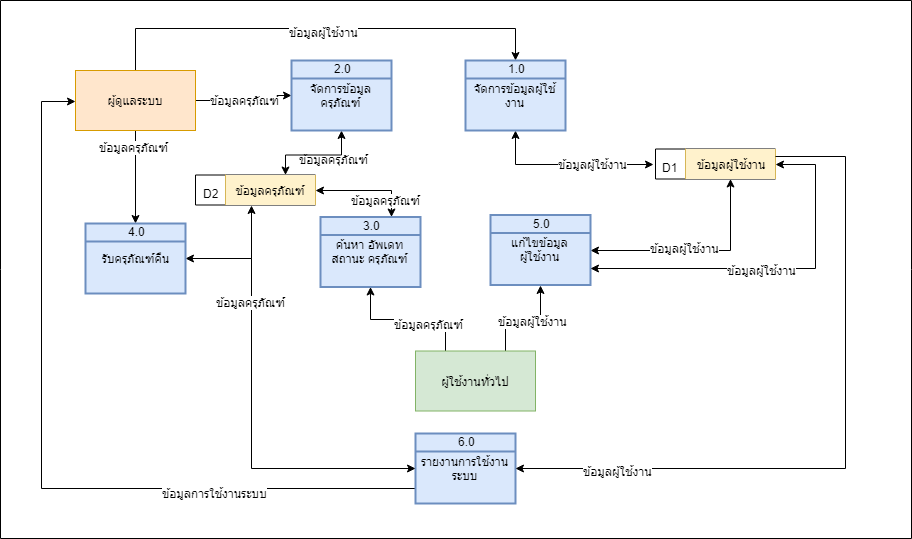 ข้อมูลผู้ใช้งาน
2.0
จัดการข้อมูล
ครุภัณฑ์
1.0
จัดการข้อมูลผู้ใช้
งาน
ผู้ดูแลระบบ
ข้อมูลครุภัณฑ์
ข้อมูลครุภัณฑ์
ข้อมูลครุภัณฑ์
ข้อมูลผู้ใช้งาน
D1
ข้อมูลผู้ใช้งาน
D2
ข้อมูลครุภัณฑ์
ข้อมูลครุภัณฑ์
4.0
รับครุภัณฑ์คืน
3.0
ค้นหา อัพเดท
สถานะ ครุภัณฑ์
5.0
แก้ไขข้อมูล
ผู้ใช้งาน
ข้อมูลผู้ใช้งาน
ข้อมูลผู้ใช้งาน
ข้อมูลครุภัณฑ์
ข้อมูลครุภัณฑ์
ข้อมูลผู้ใช้งาน
ผู้ใช้งานทั่วไป
6.0
รายงานการใช้งาน
ระบบ
ข้อมูลผู้ใช้งาน
ข้อมูลการใช้งานระบบ